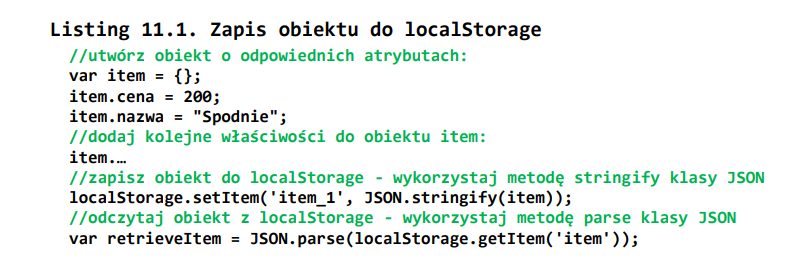 Listing 11.1. Zapis obiektu do localStorage
//utwórz obiekt o odpowiednich atrybutach:
var item = {};
item.cena = 200;
item.nazwa = "Spodnie";
//dodaj kolejne właściwości do obiektu item:
item.…
//zapisz obiekt do localStorage - wykorzystaj metodę stringify klasy JSON
localStorage.setItem('item_1', JSON.stringify(item));
//odczytaj obiekt z localStorage - wykorzystaj metodę parse klasy JSON
var retrieveItem = JSON.parse(localStorage.getItem('item'));